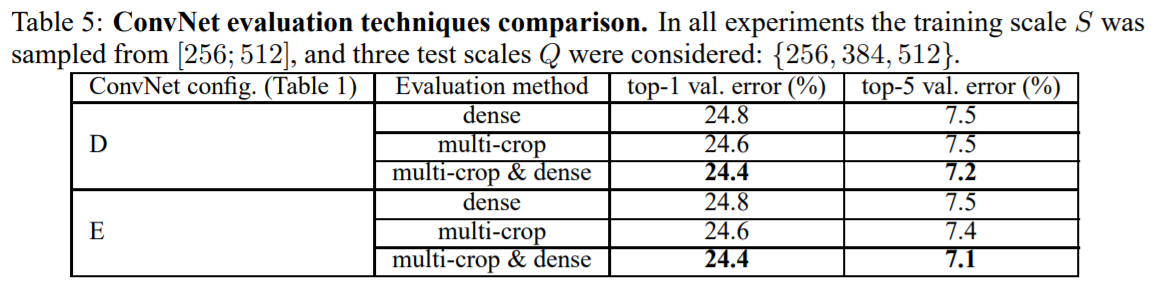 Table 5: ConvNet evaluation techniques comparison. In all experiments the training scale S was
sampled from [256; 512], and three test scales Q were considered: {256, 384, 512}.
ConvNet config. (Table 1) Evaluation method top-1 val. error (%) top-5 val. error (%)
dense 24.8 7.5
D multi-crop 24.6 7.5
multi-crop & dense 24.4 7.2
dense 24.8 7.5
E multi-crop 24.6 7.4
multi-crop & dense 24.4 7.1